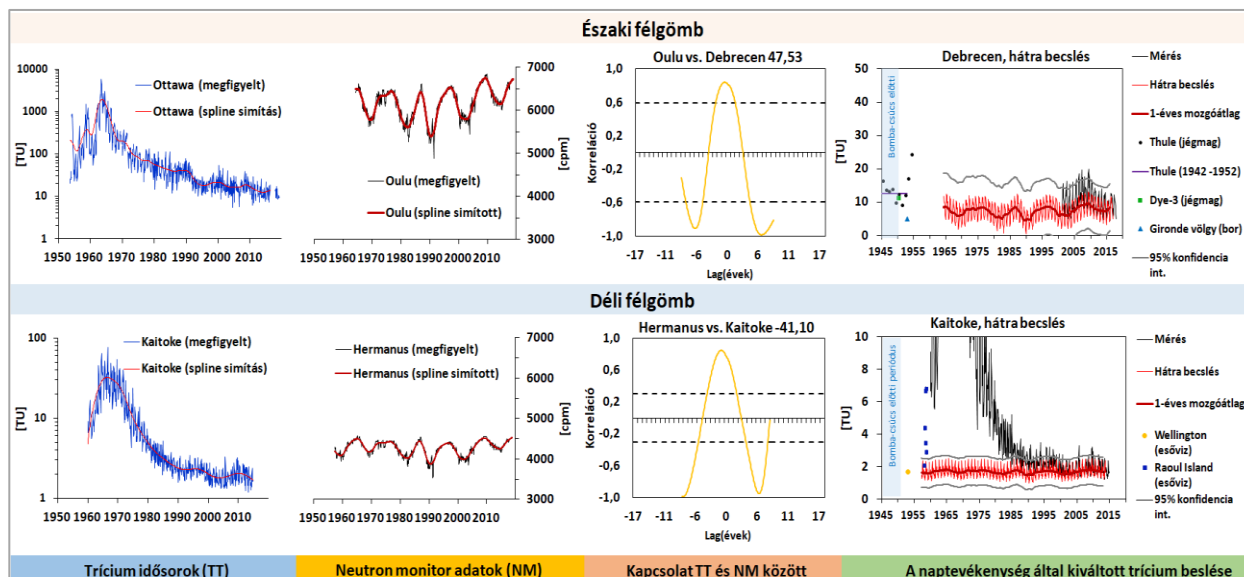 Északi félgömb
10000
1000
100
10
1
[TU]
1950 1960 1970 1980 1990 2000 2010
Ottawa (megfigyelt)
Ottawa (spline simítás)
7000
6000
5000
4000
3000
[cpm]
1950 1960 1970 1980 1990 2000 2010
Oulu (megfigyelt)
Oulu (spline simított)
Oulu vs. Debrecen 47,53
1,0
0,6
0,2
-0,2
-0,6
-1,0
Korreláció
-17 -11 -6 0 6 11 17
Lag(évek)
Debrecen, hátra becslés
50
40
30
20
10
0
[TU]
Bomba-csúcs előtti
1945 1955 1965 1975 1985 1995 2005 2015
Mérés
Hátra becslés
1-éves mozgóátlag
Thule (jégmag)
Thule (1942 -1952)
Dye-3 (jégmag)
Gironde völgy (bor)
95% konfidencia
int.
Déli félgömb
100
10
1
[TU]
1950 1960 1970 1980 1990 2000 2010
Kaitoke (megfigyelt)
Kaitoke (spline simítás)
7000
6000
5000
4000
3000
[cpm]
1950 1960 1970 1980 1990 2000 2010
Hermanus (megfigyelt)
Hermanus (spline simított)
Hermanus vs. Kaitoke -41,10
1,0
0,6
0,2
-0,2
-0,6
-1,0
Korreláció
-17 -11 -6 0 6 11 17
Lag(évek)
Kaitoke, hátra becslés
10
8
6
4
2
0
[TU]
Bomba-csúcs előtti perídus
1945 1955 1965 1975 1985 1995 2005 2015
Mérés
Hátra becslés
1-éves mozgóátlag
Wellington
(esővíz)
Raoul Island
(esővíz)
95% konfidencia
int.
Trícium idősorok (TT)
Neutron monitor adatok (NM)
Kapcsolat TT és NM között
A naptevékenység által kiváltott trícium beslése